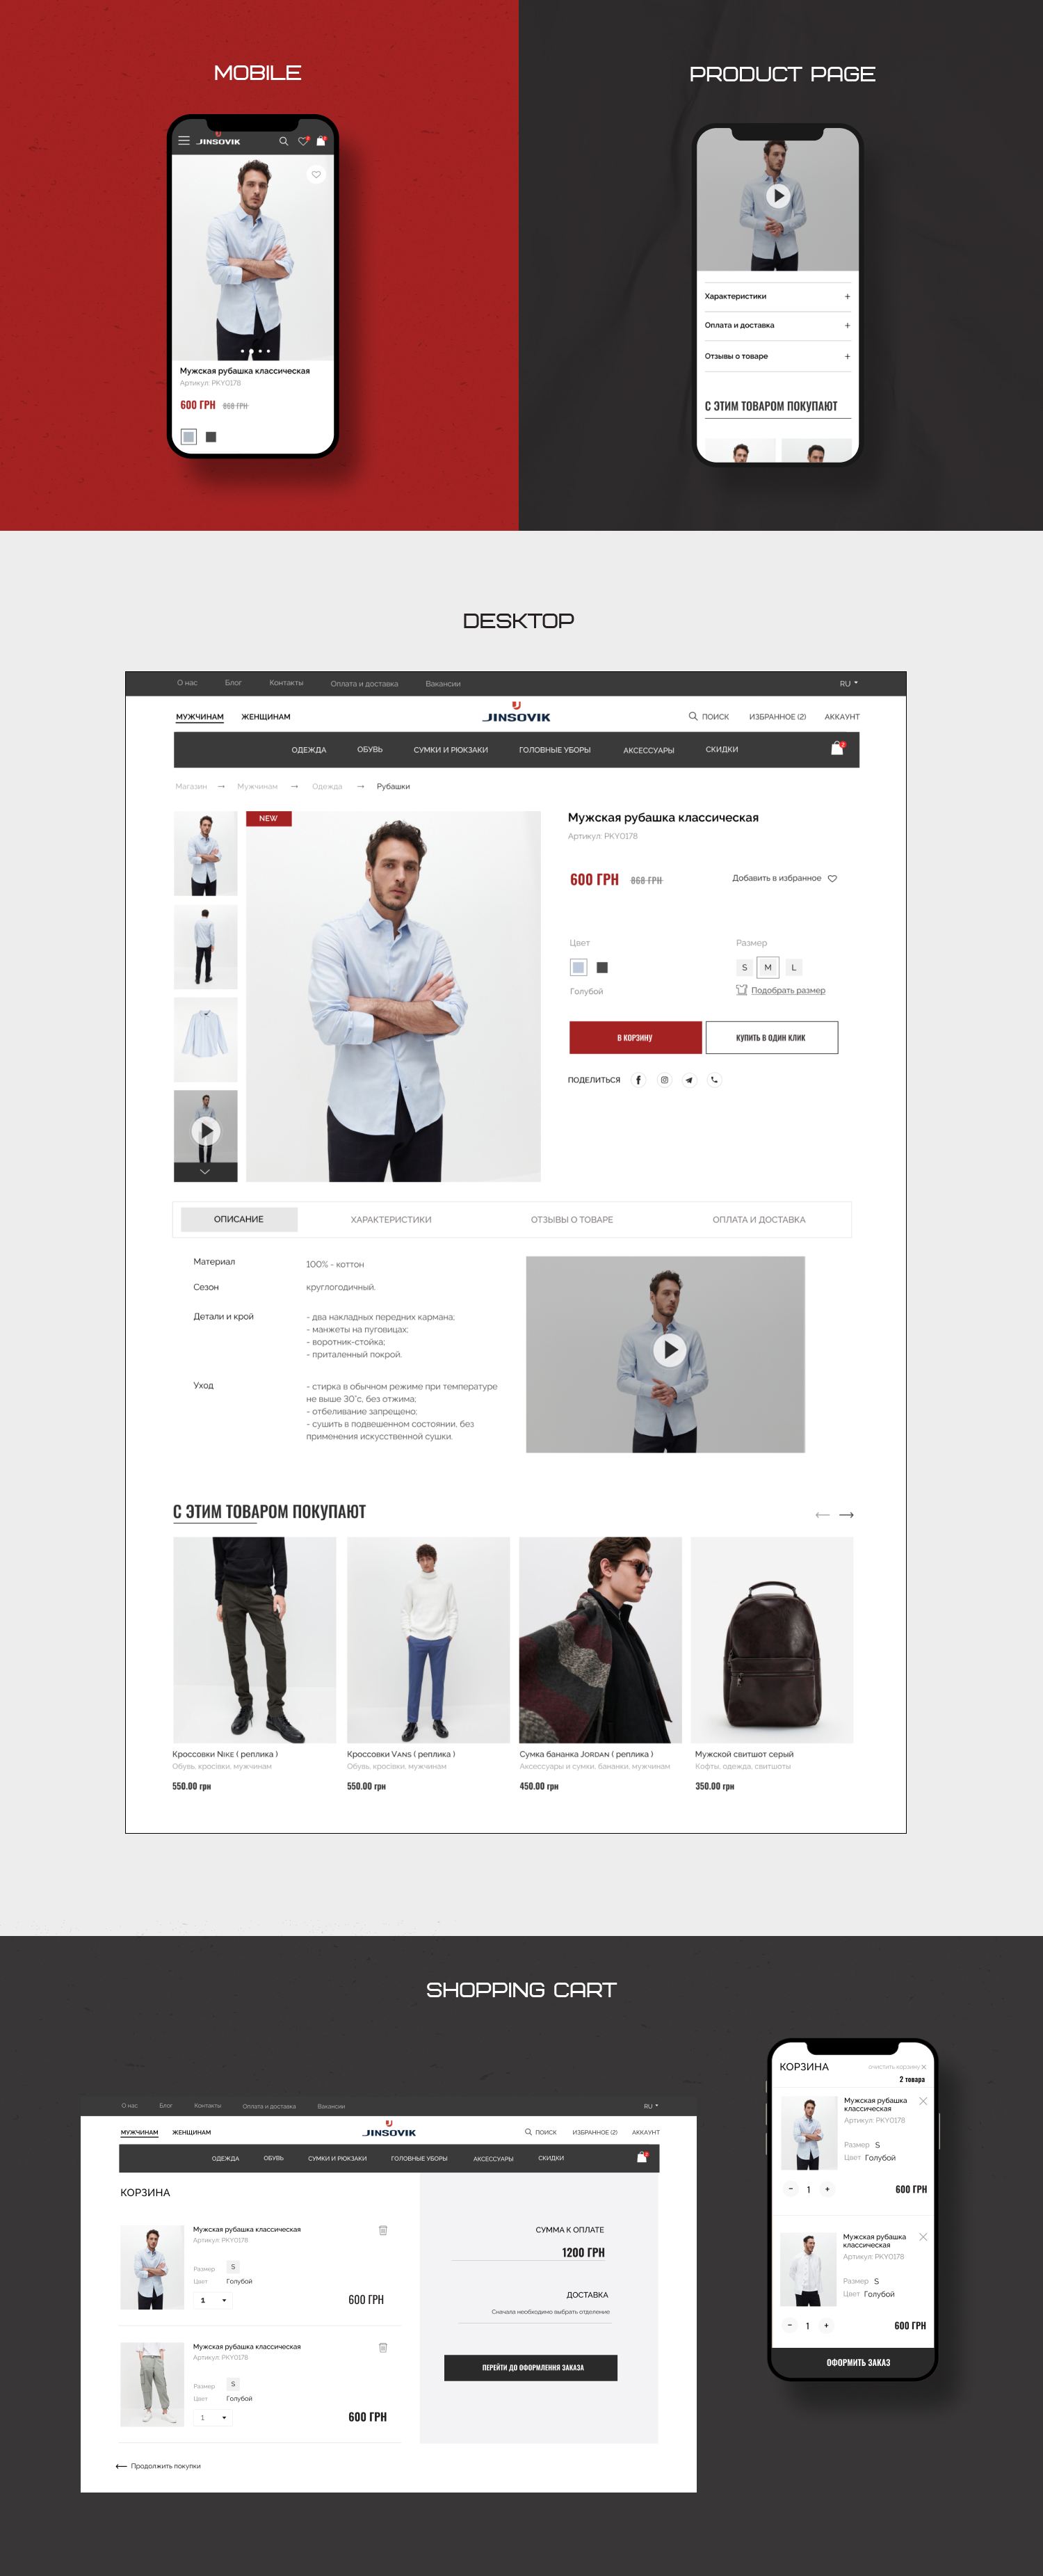 MOBILE
PRODUCT PAGE
JINSOVIK
Мужская рубашка классическая
Артикул: PKY0178
600 ГРН 868 ГРН
Характеристики +
Оплата и доставка +
Отзывы о товаре +
С ЭТИМ ТОВАРОМ ПОКУПАЮТ
DESKTOP
О нас Блог Контакты Оплата и доставка Вакансии RU
МУЖЧИНАМ ЖЕНЩИНАМ JINSOVIK ПОИСК ИЗБРАННОЕ (2) АККАУНТ
ОДЕЖДА ОБУВЬ СУМКИ И РЮКЗАКИ ГОЛОВНЫЕ УБОРЫ АКСЕССУАРЫ СКИДКИ 2
Магазин → Мужчинам → Одежда → Рубашки
NEW
Мужская рубашка классическая
Артикул: PKY0178
600 ГРН 868 ГРН Добавить в избранное
Цвет Размер
S M L
Голубой Подобрать размер
В КОРЗИНУ КУПИТЬ В ОДИН КЛИК
ПОДЕЛИТЬСЯ
ОПИСАНИЕ ХАРАКТЕРИСТИКИ ОТЗЫВЫ О ТОВАРЕ ОПЛАТА И ДОСТАВКА
Материал 100% - коттон
Сезон круглогодичный.
Детали и крой - два накладных передних кармана;
- манжеты на пуговицах;
- воротник-стойка;
- приталенный покрой.
Уход - стирка в обычном режиме при температуре
не выше 30°с, без отжима;
- отбеливание запрещено;
- сушить в подвешенном состоянии, без
применения искусственной сушки.
С ЭТИМ ТОВАРОМ ПОКУПАЮТ ← →
Кроссовки Nike ( реплика )
Обувь, кросівки, мужчинам
550.00 грн
Кроссовки Vans ( реплика )
Обувь, кросівки, мужчинам
550.00 грн
Сумка бананка Jordan ( реплика )
Аксессуары и сумки, бананки, мужчинам
450.00 грн
Мужской свитшот серый
Кофты, одежда, свитшоты
350.00 грн
SHOPPING CART
О нас Блог Контакты Оплата и доставка Вакансии RU
МУЖЧИНАМ ЖЕНЩИНАМ JINSOVIK ПОИСК ИЗБРАННОЕ (2) АККАУНТ
ОДЕЖДА ОБУВЬ СУМКИ И РЮКЗАКИ ГОЛОВНЫЕ УБОРЫ АКСЕССУАРЫ СКИДКИ
КОРЗИНА
Мужская рубашка классическая
Артикул: PKY0178
Размер S
Цвет Голубой
1 600 ГРН
Мужская рубашка классическая
Артикул: PKY0178
Размер S
Цвет Голубой
1 600 ГРН
← Продолжить покупки
СУММА К ОПЛАТЕ
1200 ГРН
ДОСТАВКА
Сначала необходимо выбрать отделение
ПЕРЕЙТИ ДО ОФОРМЛЕНИЯ ЗАКАЗА
КОРЗИНА очистить корзину
2 товара
Мужская рубашка
классическая
Артикул: PKY0178
Размер S
Цвет Голубой
- 1 + 600 ГРН
Мужская рубашка
классическая
Артикул: PKY0178
Размер S
Цвет Голубой
- 1 + 600 ГРН
ОФОРМИТЬ ЗАКАЗ